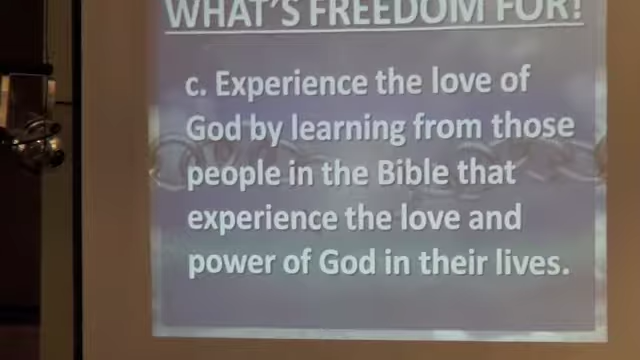 WHAT'S FREEDOM FOR!
c. Experience the love of
God by learning from those
people in the Bible that
experience the love and
power of God in their lives.